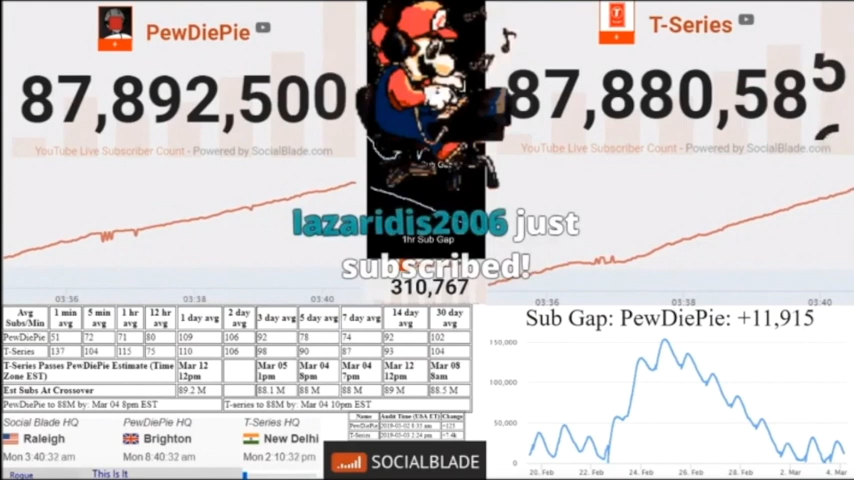 PewDiePie
T-Series
87,892,500
87,880,585
YouTube Live Subscriber Count - Powered by SocialBlade.com
YouTube Live Subscriber Count - Powered by SocialBlade.com
lazaridis2006 just
subscribed!
1hr Sub Gap
310,767
03:36 03:38 03:40
03:36 03:38 03:40
Avg Subs/Min 1 min avg 5 min avg 1 hr avg 12 hr avg 1 day avg 2 day avg 3 day avg 5 day avg 7 day avg 14 day avg 30 day avg
PewDiePie 51 72 71 80 109 106 92 78 74 92 102
T-Series 137 104 115 75 110 106 98 90 87 93 104
T-Series Passes PewDiePie Estimate (Time Zone EST) Mar 12 12pm Mar 05 1pm Mar 04 8pm Mar 04 7pm Mar 12 12pm Mar 08 8am
Est Subs At Crossover 89.2 M 88.1 M 88 M 88 M 89 M 88.5 M
PewDiePie to 88M by: Mar 04 8pm EST T-series to 88M by: Mar 04 10pm EST
Name Audit Time (USA ET) Change
PewDiePie
T-Series
Social Blade HQ PewDiePie HQ T-Series HQ
Raleigh Brighton New Delhi
Mon 3:40:32 am Mon 8:40:32 am Mon 2:10:32 pm
Rogue This Is It
SOCIALBLADE
Sub Gap: PewDiePie: +11,915
150,000
100,000
50,000
0
20. Feb 22. Feb 24. Feb 26. Feb 28. Feb 2. Mar 4. Mar